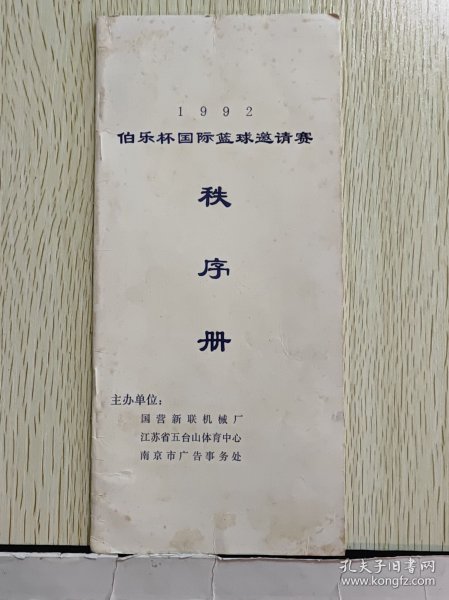 1992
伯乐杯国际篮球邀请赛
秩
序
册
主办单位：
国营新联机械厂
江苏省五台山体育中心
南京市广告事务处
孔夫子旧书网
www.kongfz.com